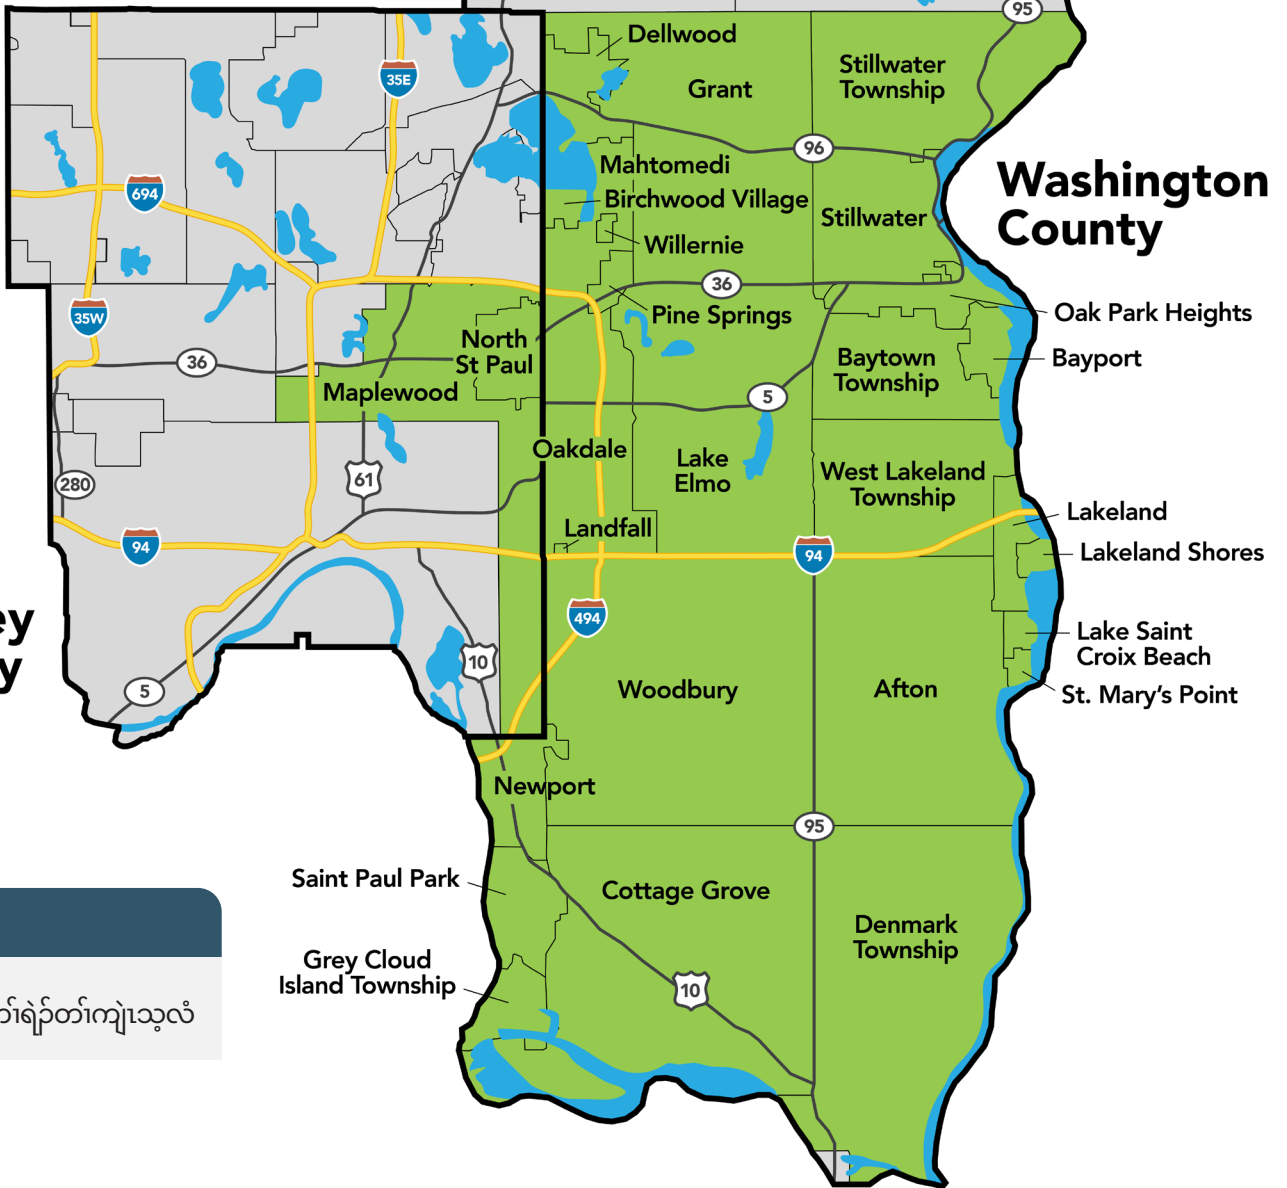 95
Dellwood
Stillwater
Township
35E
Grant
96
Mahtomedi
Washington
County
694
Birchwood Village
Stillwater
Willernie
36
35W
Pine Springs
Oak Park Heights
North
St Paul
36
Baytown
Township
Bayport
Maplewood
5
Oakdale
Lake
Elmo
West Lakeland
Township
61
280
Landfall
Lakeland
94
94
Lakeland Shores
494
Lake Saint
Croix Beach
10
5
Woodbury
Afton
St. Mary's Point
Newport
95
Saint Paul Park
Cottage Grove
Denmark
Township
Grey Cloud
Island Township
10